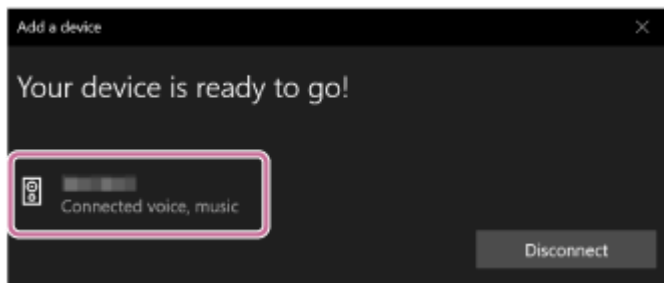 Add a device
Your device is ready to go!
Connected voice, music
Disconnect